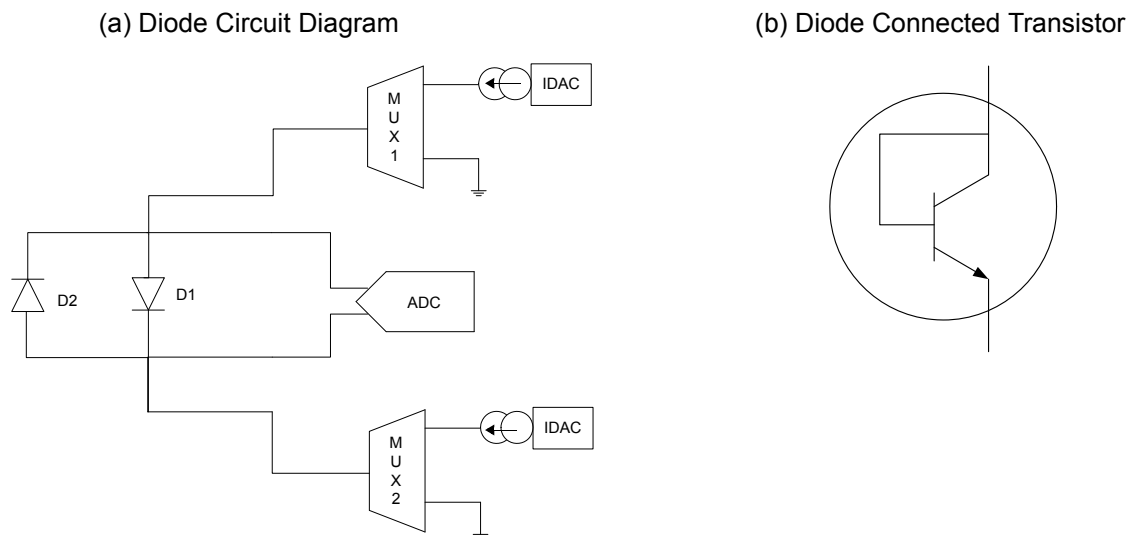 (a) Diode Circuit Diagram
(b) Diode Connected Transistor
IDAC
M
U
X
1
D2
D1
ADC
IDAC
M
U
X
2